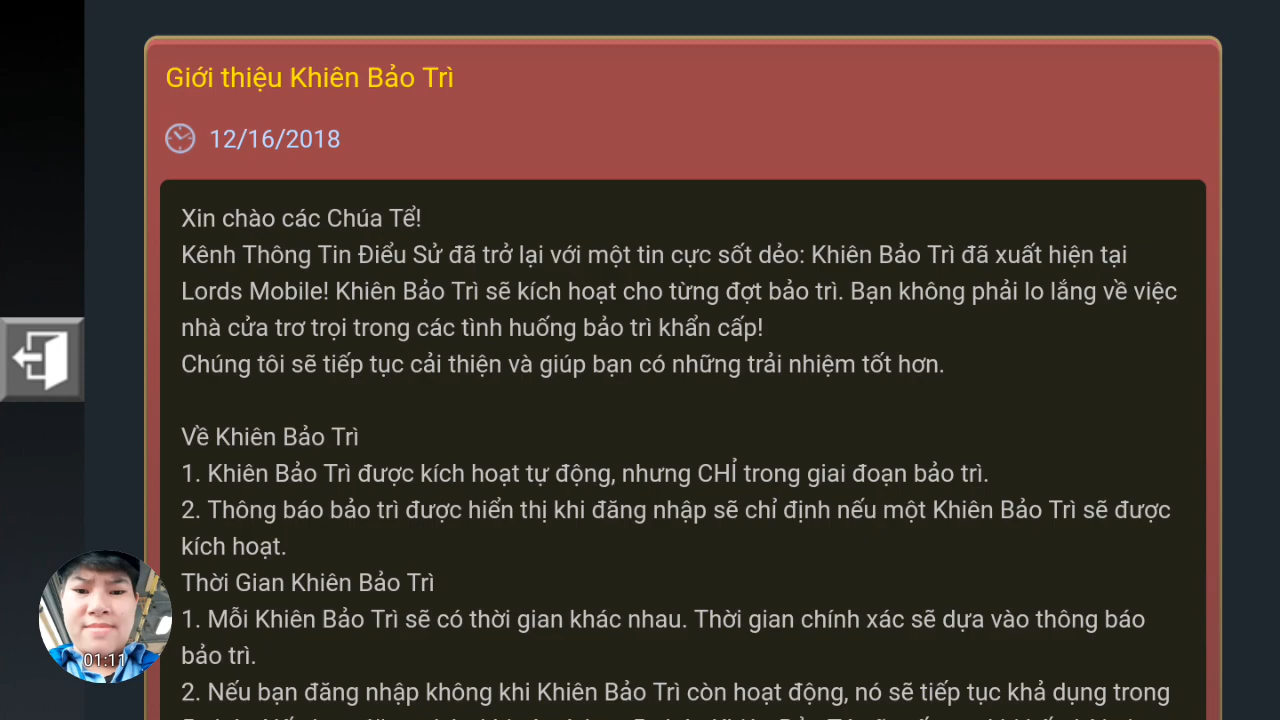 Giới thiệu Khiên Bảo Trì
12/16/2018
Xin chào các Chúa Tể!
Kênh Thông Tin Điểu Sử đã trở lại với một tin cực sốt dẻo: Khiên Bảo Trì đã xuất hiện tại
Lords Mobile! Khiên Bảo Trì sẽ kích hoạt cho từng đợt bảo trì. Bạn không phải lo lắng về việc
nhà cửa trơ trọi trong các tình huống bảo trì khẩn cấp!
Chúng tôi sẽ tiếp tục cải thiện và giúp bạn có những trải nhiệm tốt hơn.
Về Khiên Bảo Trì
1. Khiên Bảo Trì được kích hoạt tự động, nhưng CHỈ trong giai đoạn bảo trì.
2. Thông báo bảo trì được hiển thị khi đăng nhập sẽ chỉ định nếu một Khiên Bảo Trì sẽ được
kích hoạt.
Thời Gian Khiên Bảo Trì
1. Mỗi Khiên Bảo Trì sẽ có thời gian khác nhau. Thời gian chính xác sẽ dựa vào thông báo
bảo trì.
01:11
2. Nếu bạn đăng nhập không khi Khiên Bảo Trì còn hoạt động, nó sẽ tiếp tục khả dụng trong